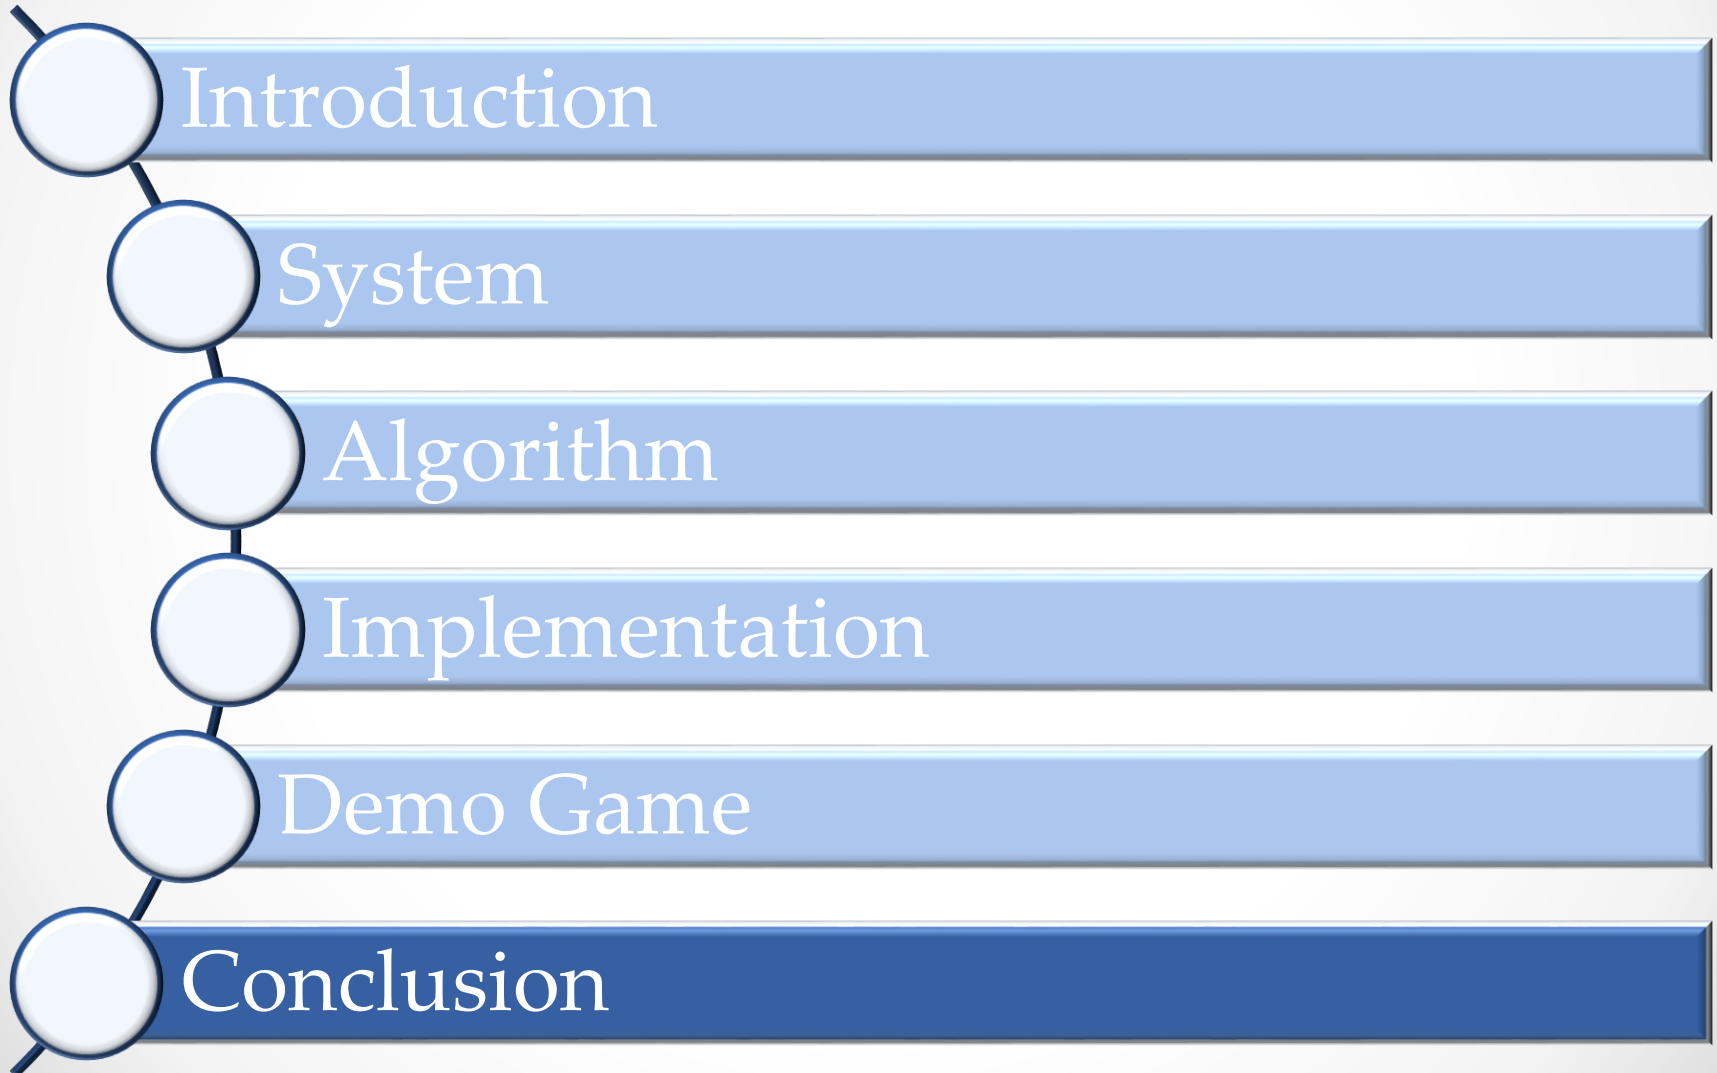 Introduction
System
Algorithm
Implementation
Demo Game
Conclusion